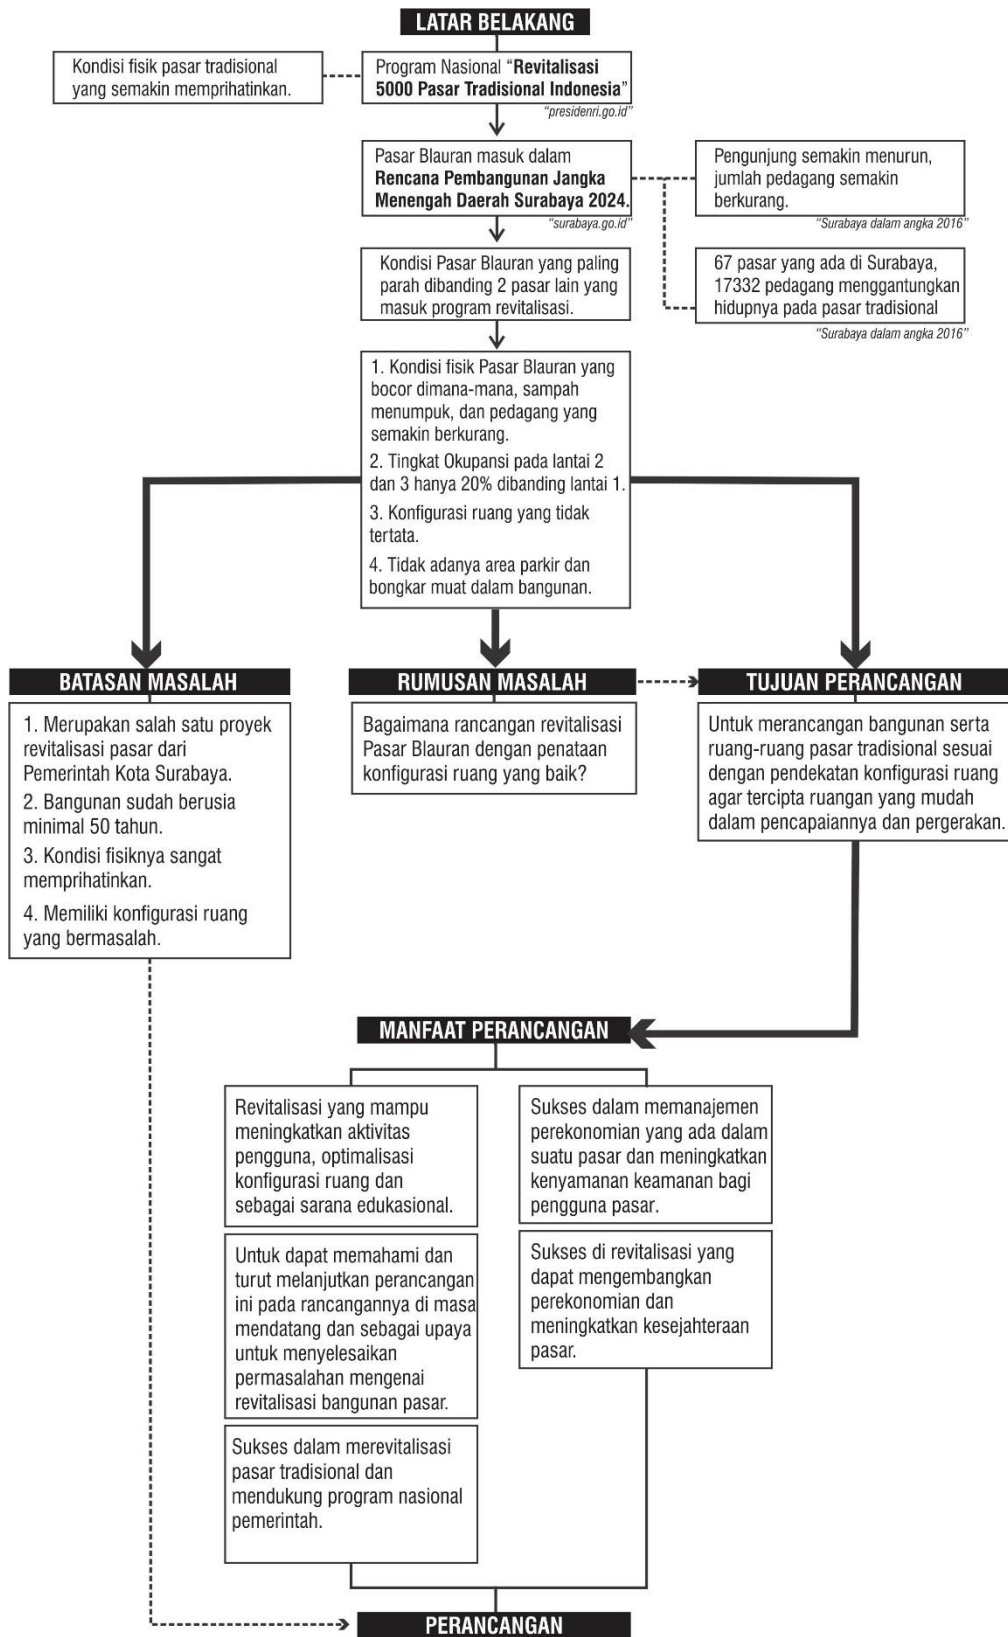 LATAR BELAKANG
Kondisi fisik pasar tradisional
yang semakin memprihatinkan.
Program Nasional “Revitalisasi
5000 Pasar Tradisional Indonesia”
“presidenri.go.id”
Pasar Blauran masuk dalam
Rencana Pembangunan Jangka
Menengah Daerah Surabaya 2024.
“surabaya.go.id”
Pengunjung semakin menurun,
jumlah pedagang semakin
berkurang.
“Surabaya dalam angka 2016”
67 pasar yang ada di Surabaya,
17332 pedagang menggantungkan
hidupnya pada pasar tradisional
“Surabaya dalam angka 2016”
Kondisi Pasar Blauran yang paling
parah dibanding 2 pasar lain yang
masuk program revitalisasi.
1. Kondisi fisik Pasar Blauran yang
bocor dimana-mana, sampah
menumpuk, dan pedagang yang
semakin berkurang.
2. Tingkat Okupansi pada lantai 2
dan 3 hanya 20% dibanding lantai 1.
3. Konfigurasi ruang yang tidak
tertata.
4. Tidak adanya area parkir dan
bongkar muat dalam bangunan.
BATASAN MASALAH
1. Merupakan salah satu proyek
revitalisasi pasar dari
Pemerintah Kota Surabaya.
2. Bangunan sudah berusia
minimal 50 tahun.
3. Kondisi fisiknya sangat
memprihatinkan.
4. Memiliki konfigurasi ruang
yang bermasalah.
RUMUSAN MASALAH
Bagaimana rancangan revitalisasi
Pasar Blauran dengan penataan
konfigurasi ruang yang baik?
TUJUAN PERANCANGAN
Untuk merancangan bangunan serta
ruang-ruang pasar tradisional sesuai
dengan pendekatan konfigurasi ruang
agar tercipta ruangan yang mudah
dalam pencapaiannya dan pergerakan.
MANFAAT PERANCANGAN
Revitalisasi yang mampu
meningkatkan aktivitas
pengguna, optimalisasi
konfigurasi ruang dan
sebagai sarana edukasional.
Untuk dapat memahami dan
turut melanjutkan perancangan
ini pada rancangannya di masa
mendatang dan sebagai upaya
untuk menyelesaikan
permasalahan mengenai
revitalisasi bangunan pasar.
Sukses dalam merevitalisasi
pasar tradisional dan
mendukung program nasional
pemerintah.
Sukses dalam memanajemen
perekonomian yang ada dalam
suatu pasar dan meningkatkan
kenyamanan keamanan bagi
pengguna pasar.
Sukses di revitalisasi yang
dapat mengembangkan
perekonomian dan
meningkatkan kesejahteraan
pasar.
PERANCANGAN